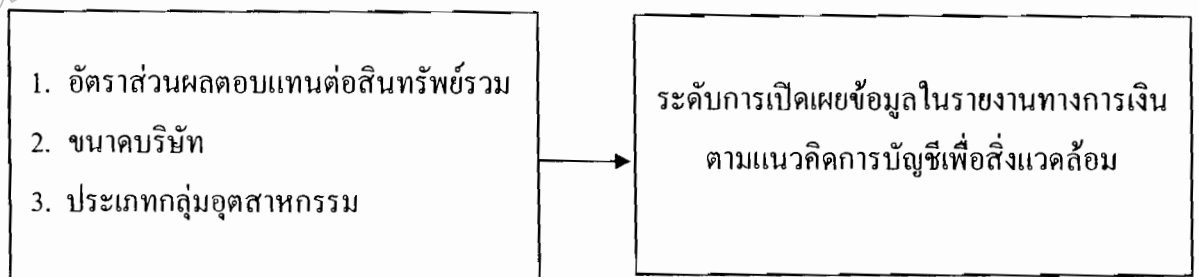 1. อัตราส่วนผลตอบแทนต่อสินทรัพย์รวม
2. ขนาดบริษัท
3. ประเภทกลุ่มอุตสาหกรรม
ระดับการเปิดเผยข้อมูลในรายงานทางการเงิน
ตามแนวคิดการบัญชีเพื่อสิ่งแวดล้อม